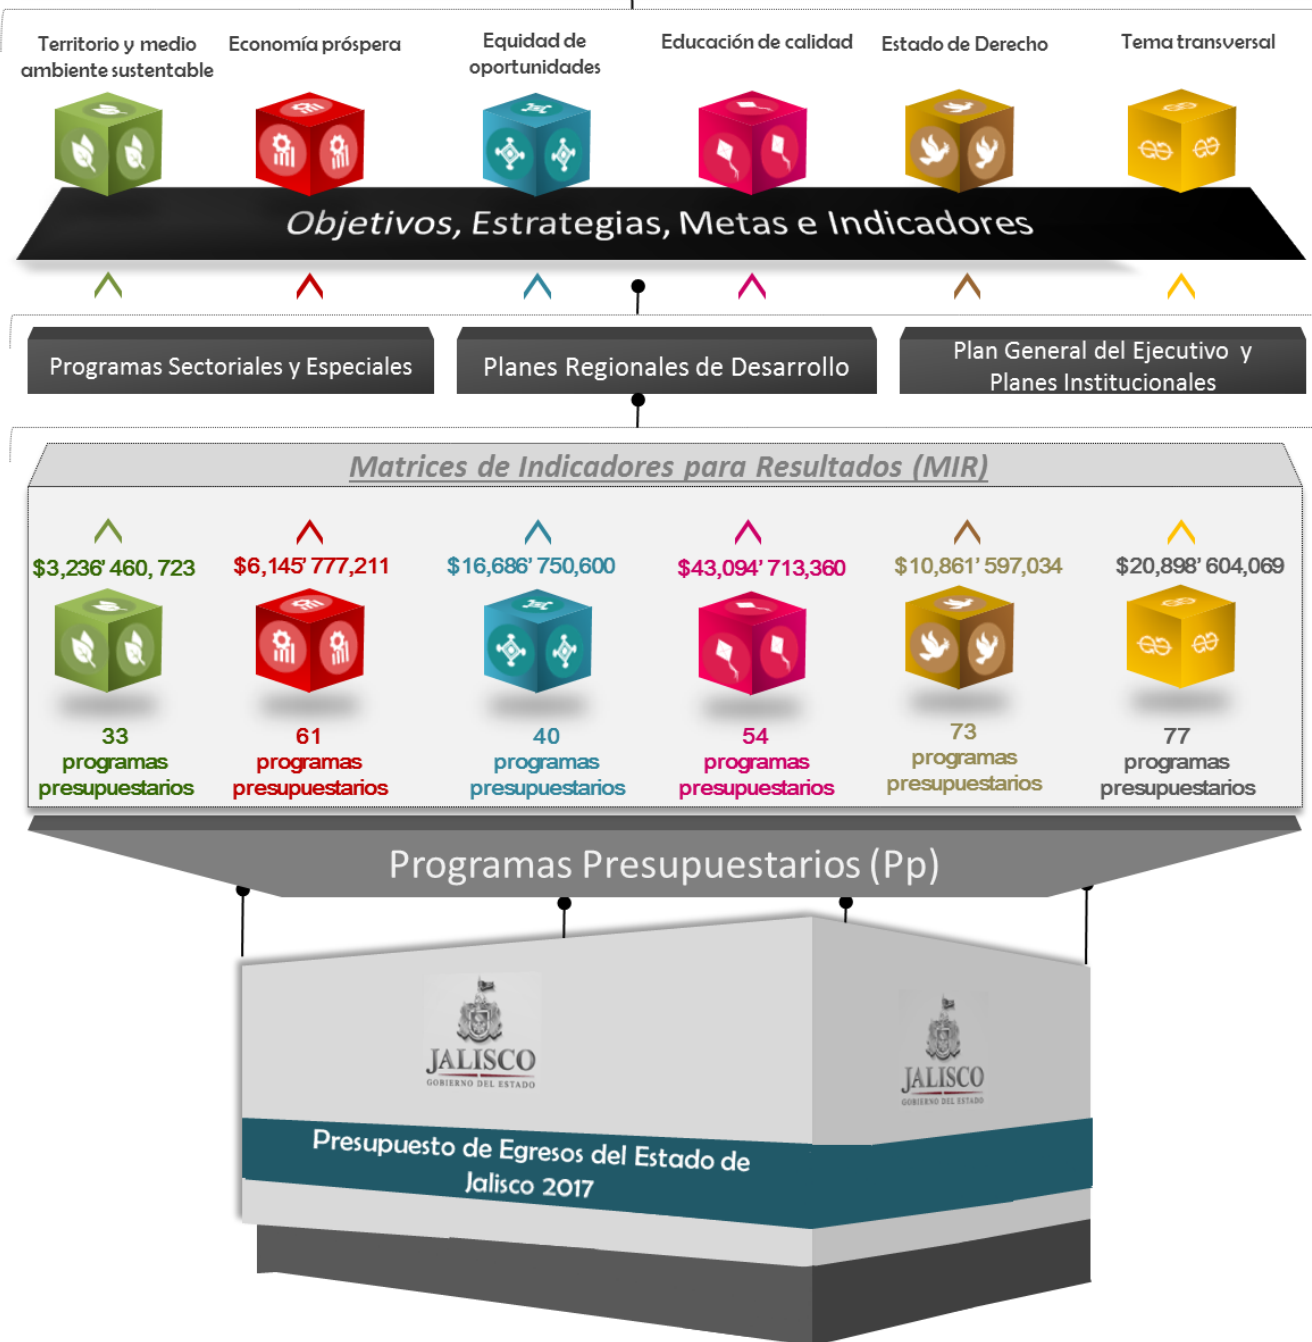 Territorio y medio
ambiente sustentable
Economía próspera
Equidad de
oportunidades
Educación de calidad
Estado de Derecho
Tema transversal
Objetivos, Estrategias, Metas e Indicadores
Programas Sectoriales y Especiales
Planes Regionales de Desarrollo
Plan General del Ejecutivo y
Planes Institucionales
Matrices de Indicadores para Resultados (MIR)
$3,236' 460, 723
$6,145' 777,211
$16,686' 750,600
$43,094' 713,360
$10,861' 597,034
$20,898' 604,069
33
programas
presupuestarios
61
programas
presupuestarios
40
programas
presupuestarios
54
programas
presupuestarios
73
programas
presupuestarios
77
programas
presupuestarios
Programas Presupuestarios (Pp)
JALISCO
GOBIERNO DEL ESTADO
JALISCO
GOBIERNO DEL ESTADO
Presupuesto de Egresos del Estado de
Jalisco 2017